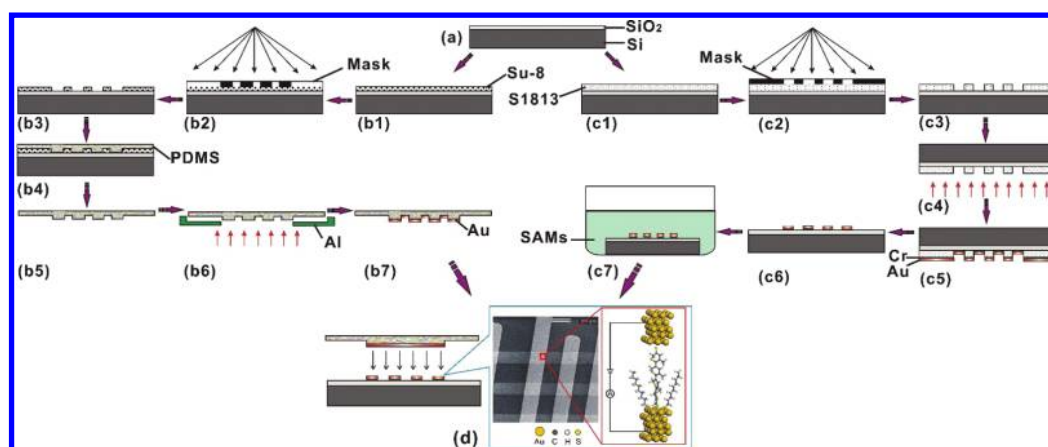 (a)
SiO2
Si
Mask
Su-8
S1813
Mask
(b3)
(b2)
(b1)
(c1)
(c2)
(c3)
PDMS
(b4)
(c4)
SAMs
Au
Al
Cr
Au
(b5)
(b6)
(b7)
(c7)
(c6)
(c5)
(d)
Au C H S